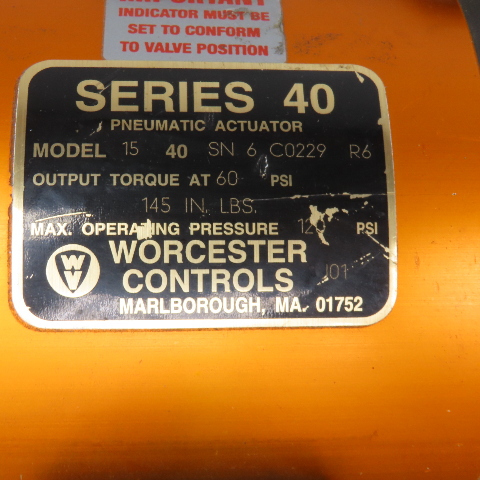 IMPORTANT
INDICATOR MUST BE
SET TO CONFORM
TO VALVE POSITION
SERIES 40
PNEUMATIC ACTUATOR
MODEL 15 40 SN 6 C0229 R6
OUTPUT TORQUE AT 60 PSI
145 IN. LBS.
MAX. OPERATING PRESSURE PSI
WORCESTER
CONTROLS J01
MARLBOROUGH, MA. 01752